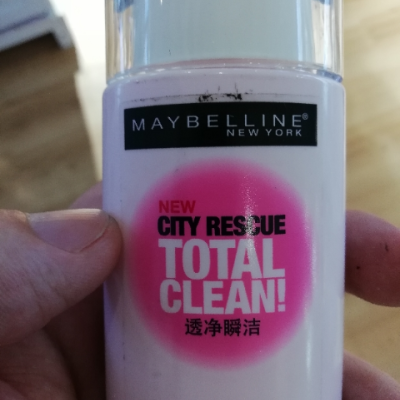 MAYBELLINE®
NEW YORK
NEW
CITY RESCUE
TOTAL
CLEAN!
透净瞬洁